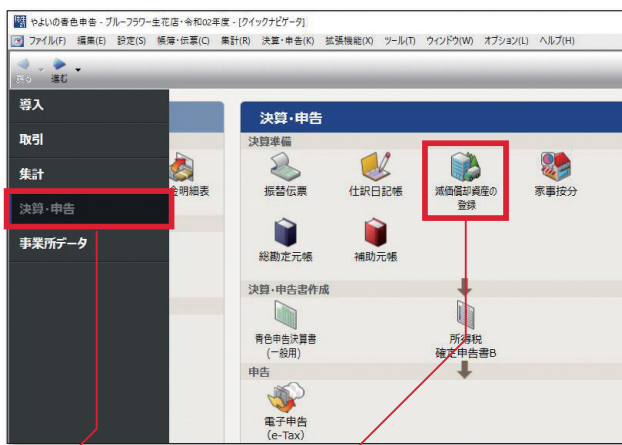 やよいの青色申告 - ブルーフラワー生花店・令和02年度 - [クイックナビゲータ]
ファイル(F) 編集(E) 設定(S) 帳簿・伝票(C) 集計(R) 決算・申告(K) 拡張機能(X) ツール(T) ウィンドウ(W) オプション(L) ヘルプ(H)
戻る 進む
導入
取引
集計
決算・申告
事業所データ
金明細表
決算・申告
決算準備
振替伝票 仕訳日記帳 減価償却資産の
登録 家事按分
総勘定元帳 補助元帳
決算・申告書作成
青色申告決算書
(一般用) 所得税
確定申告書B
申告
電子申告
(e-Tax)